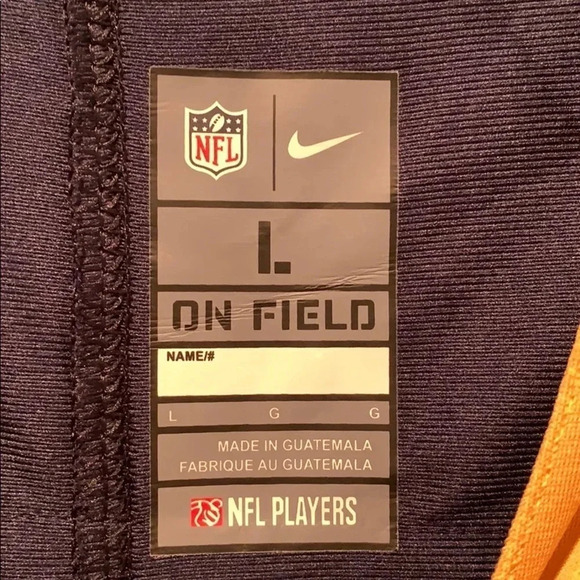 NFL
L
ON FIELD
NAME/#
L G G
MADE IN GUATEMALA
FABRIQUE AU GUATEMALA
NFL PLAYERS